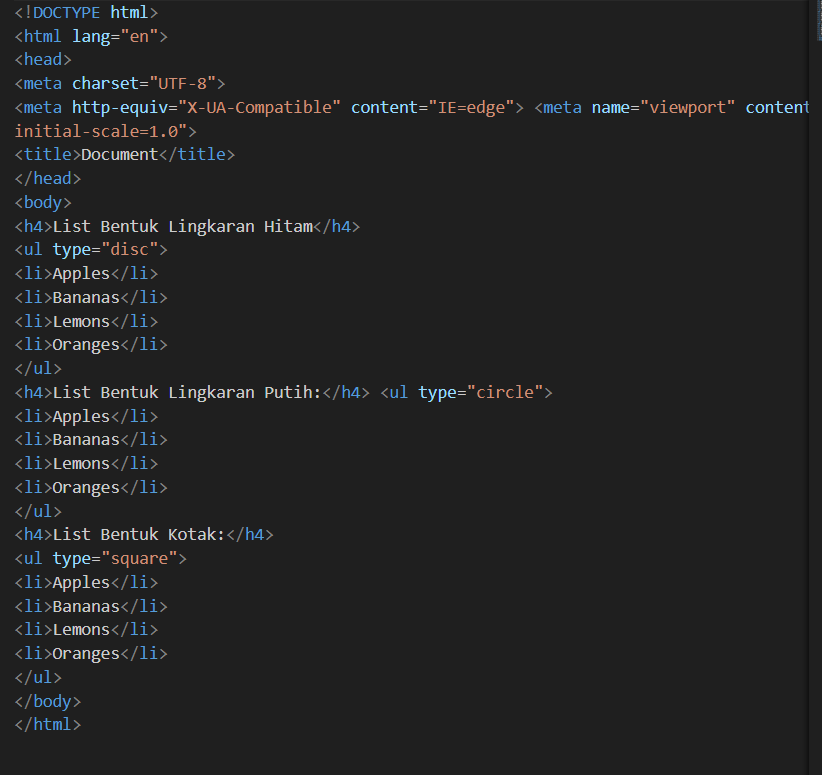 <!DOCTYPE html>
<html lang="en">
<head>
<meta charset="UTF-8">
<meta http-equiv="X-UA-Compatible" content="IE=edge"> <meta name="viewport" content
initial-scale=1.0">
<title>Document</title>
</head>
<body>
<h4>List Bentuk Lingkaran Hitam</h4>
<ul type="disc">
<li>Apples</li>
<li>Bananas</li>
<li>Lemons</li>
<li>Oranges</li>
</ul>
<h4>List Bentuk Lingkaran Putih:</h4> <ul type="circle">
<li>Apples</li>
<li>Bananas</li>
<li>Lemons</li>
<li>Oranges</li>
</ul>
<h4>List Bentuk Kotak:</h4>
<ul type="square">
<li>Apples</li>
<li>Bananas</li>
<li>Lemons</li>
<li>Oranges</li>
</ul>
</body>
</html>